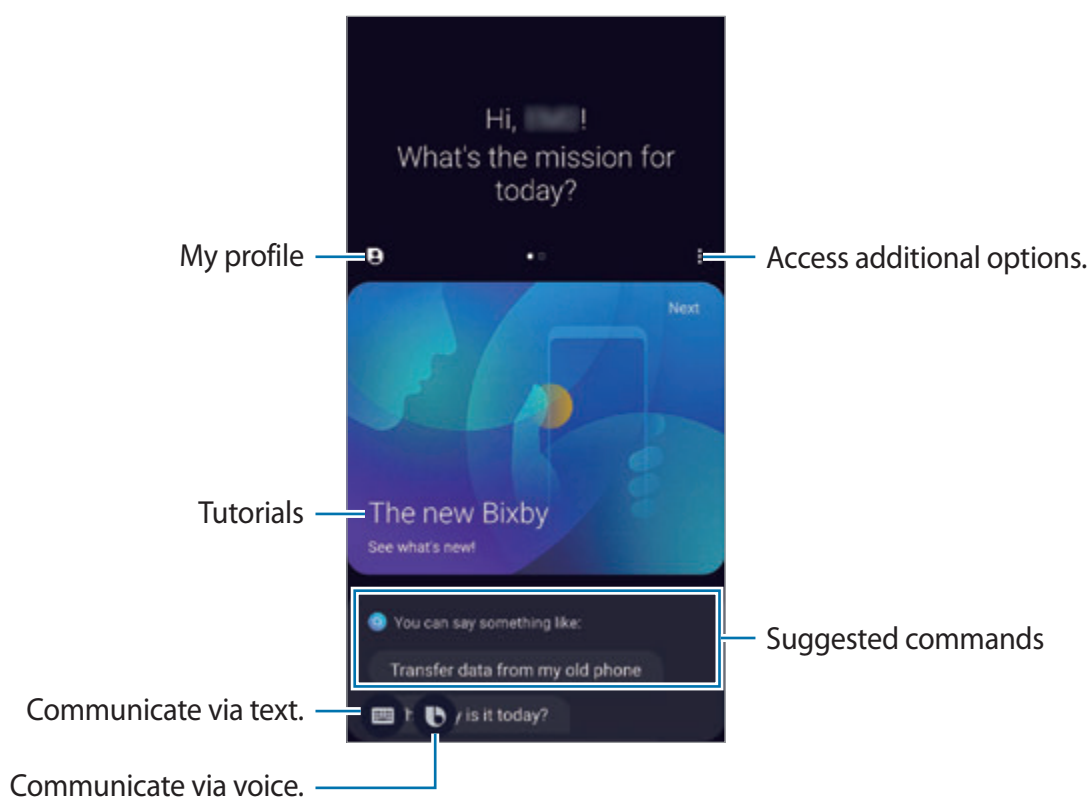 Hi, !
What's the mission for
today?
My profile
Access additional options.
Next
Tutorials
The new Bixby
See what's new!
You can say something like:
Suggested commands
Transfer data from my old phone
Communicate via text.
is it today?
Communicate via voice.